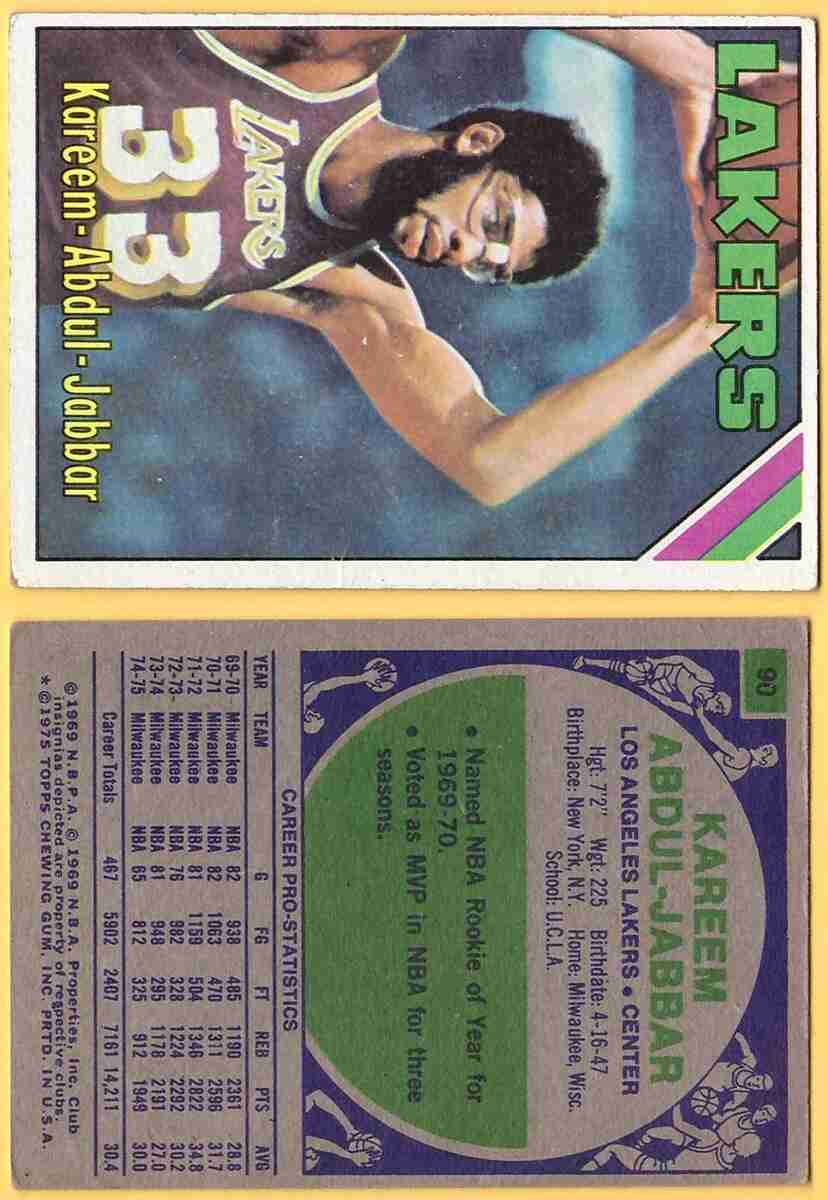 LAKERS
LAKERS
33
Kareem-Abdul-Jabbar
90
KAREEM
ABDUL-JABBAR
LOS ANGELES LAKERS • CENTER
Hgt: 7'2" Wgt: 225 Birthdate: 4-16-47
Birthplace: New York, N.Y. Home: Milwaukee, Wisc.
School: U.C.L.A.
• Named NBA Rookie of Year for
1969-70.
• Voted as MVP in NBA for three
seasons.
CAREER PRO-STATISTICS
YEAR TEAM G FG FT REB PTS AVG
69-70 Milwaukee NBA 82 938 485 1190 2361 28.8
70-71 Milwaukee NBA 82 1063 470 1311 2596 31.7
71-72 Milwaukee NBA 81 1159 504 1346 2822 34.8
72-73 Milwaukee NBA 76 982 328 1224 2292 30.2
73-74 Milwaukee NBA 81 948 295 1178 2191 27.0
74-75 Milwaukee NBA 65 812 325 912 1949 30.0
Career Totals 467 5902 2407 7161 14,211 30.4
© 1969 N.B.P.A. © 1969 N.B.A. Properties, Inc. Club
insignias depicted are property of respective clubs.
* © 1975 TOPPS CHEWING GUM, INC. PRTD. IN U.S.A.